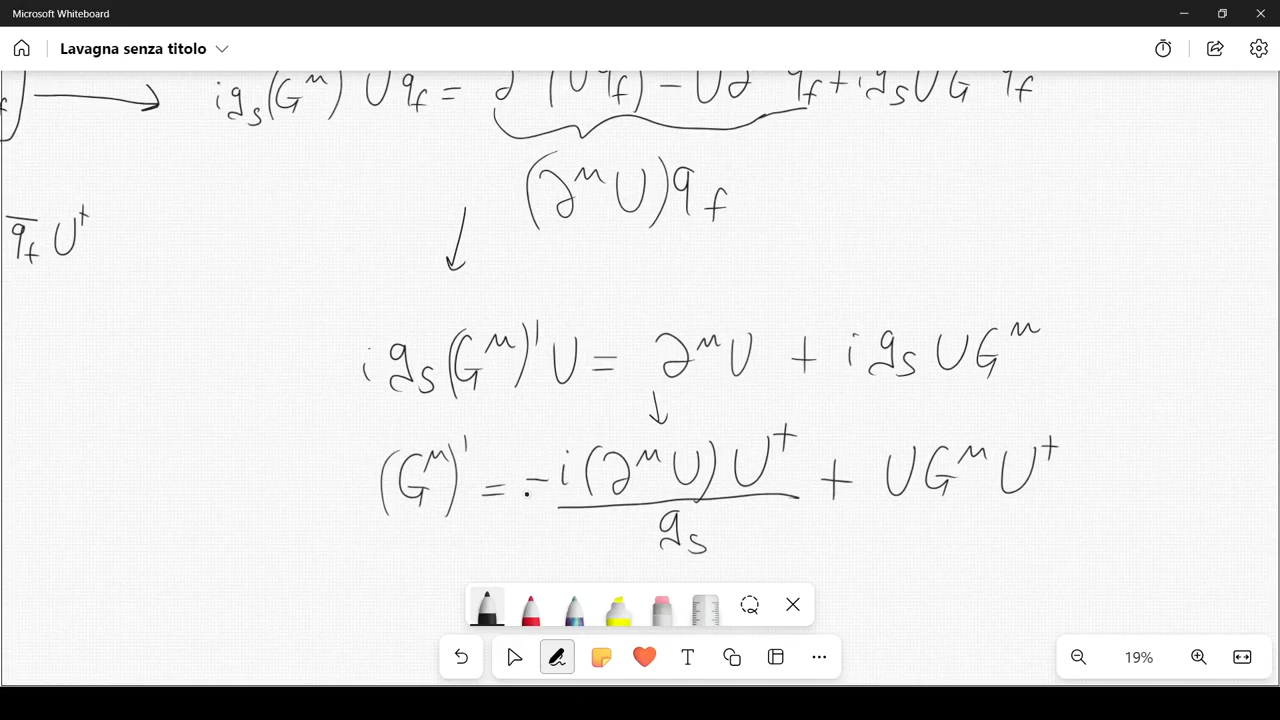 Microsoft Whiteboard
Lavagna senza titolo
i g_s (G^μ) U q_f = ∂ (U q_f) − U ∂ q_f + i g_s U G q_f
(∂^μ U) q_f
q̄_f U†
i g_s (G^μ)' U = ∂^μ U + i g_s U G^μ
(G^μ)' = −i (∂^μ U) U† / g_s + U G^μ U†
19%